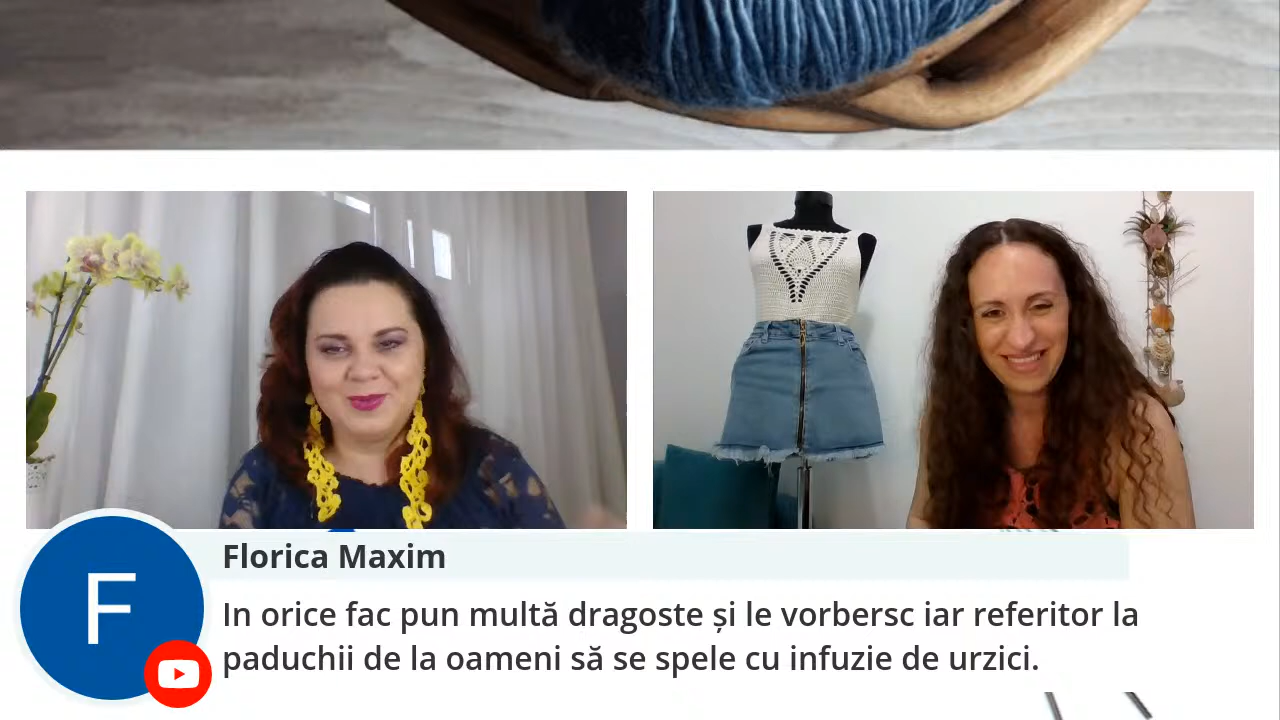 Florica Maxim
F
In orice fac pun multă dragoste și le vorbersc iar referitor la
paduchii de la oameni să se spele cu infuzie de urzici.